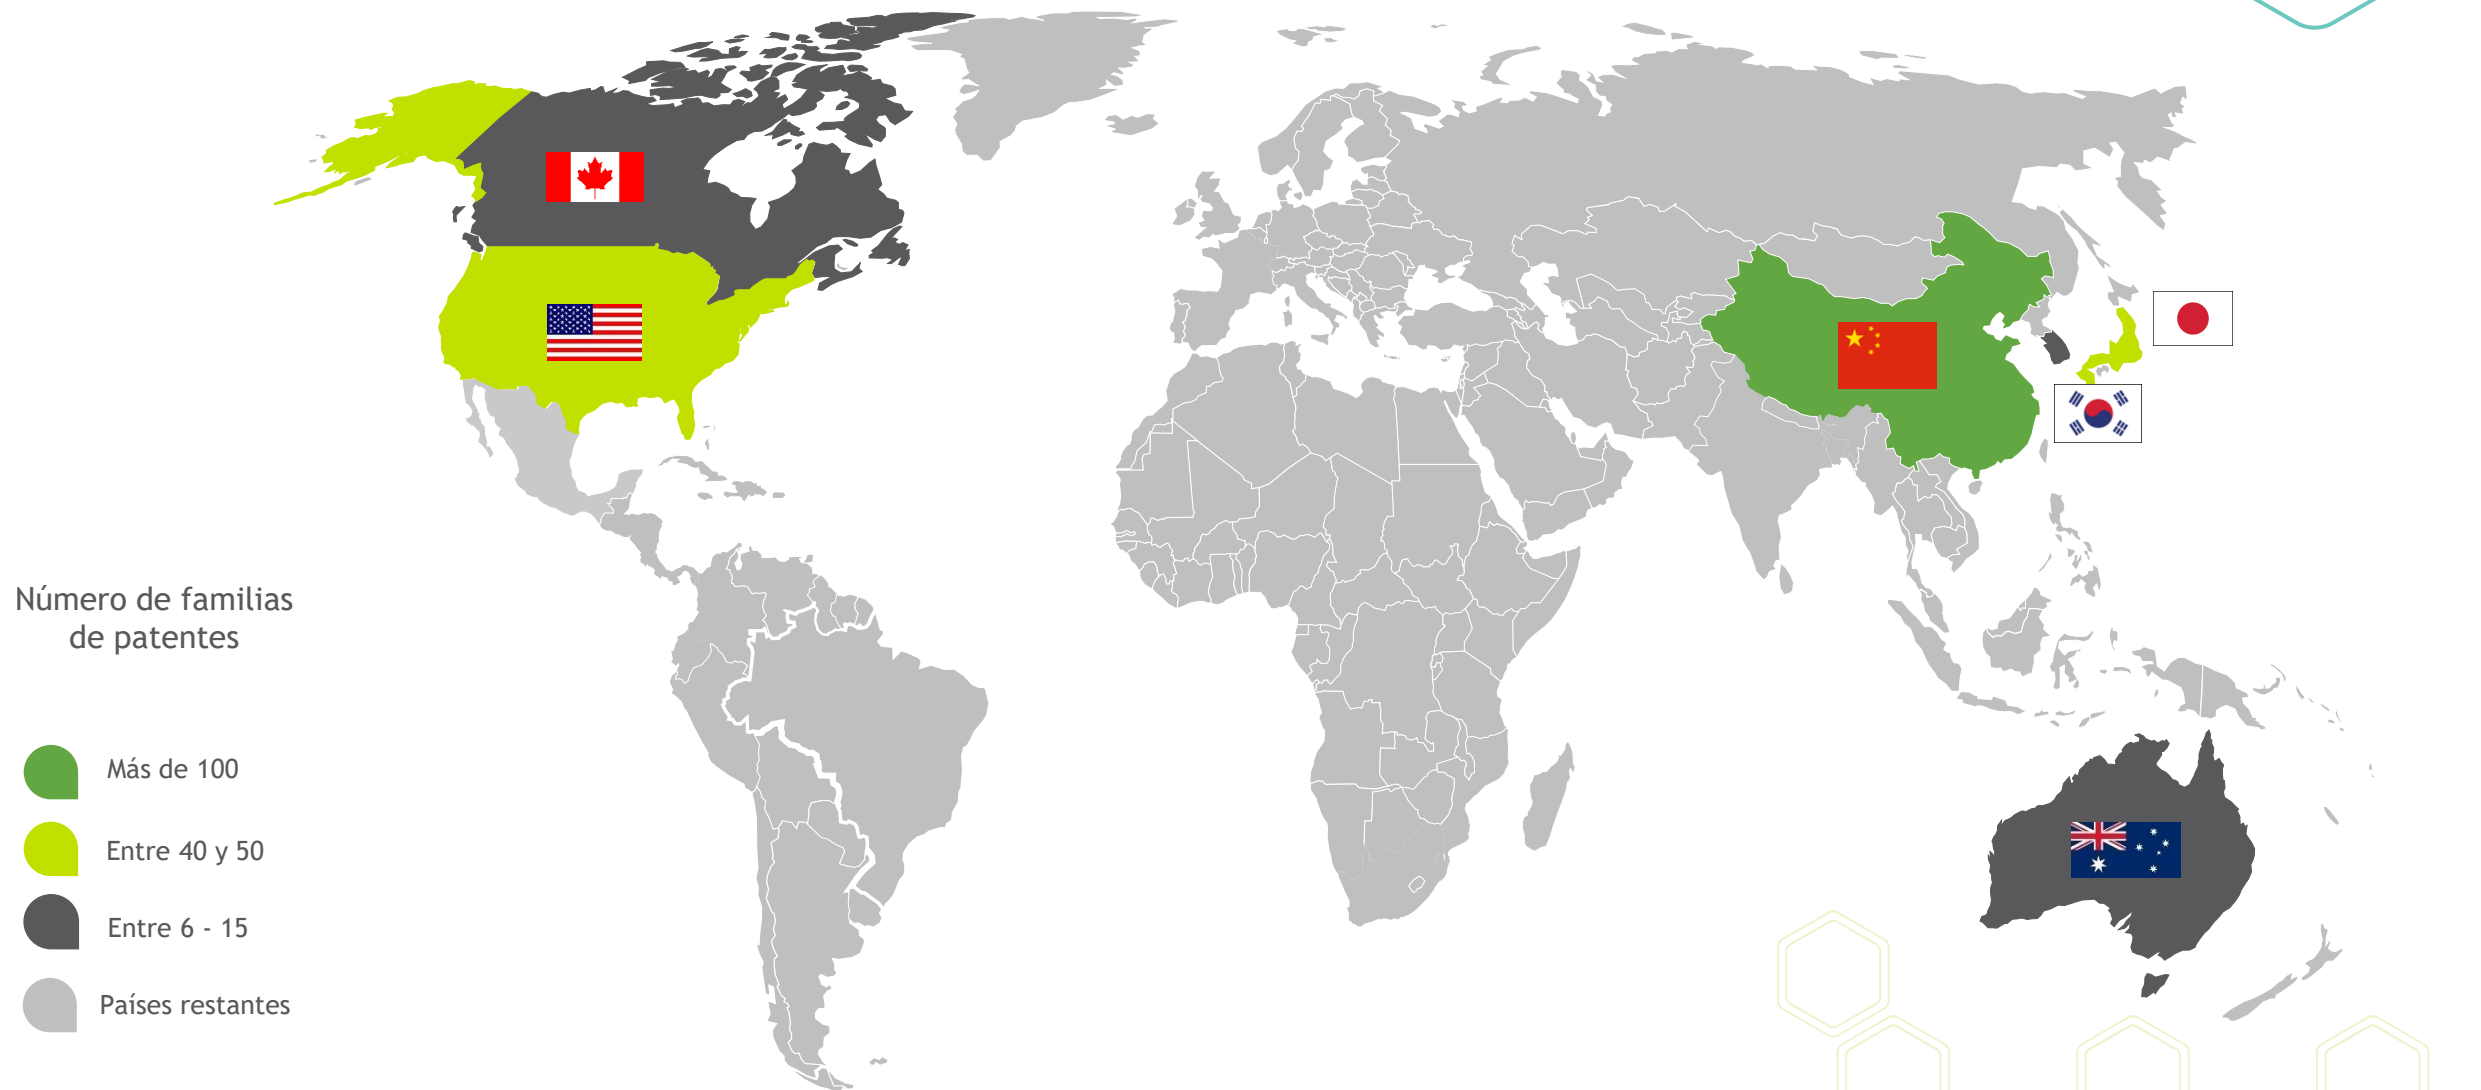 Número de familias
de patentes
Más de 100
Entre 40 y 50
Entre 6 - 15
Países restantes